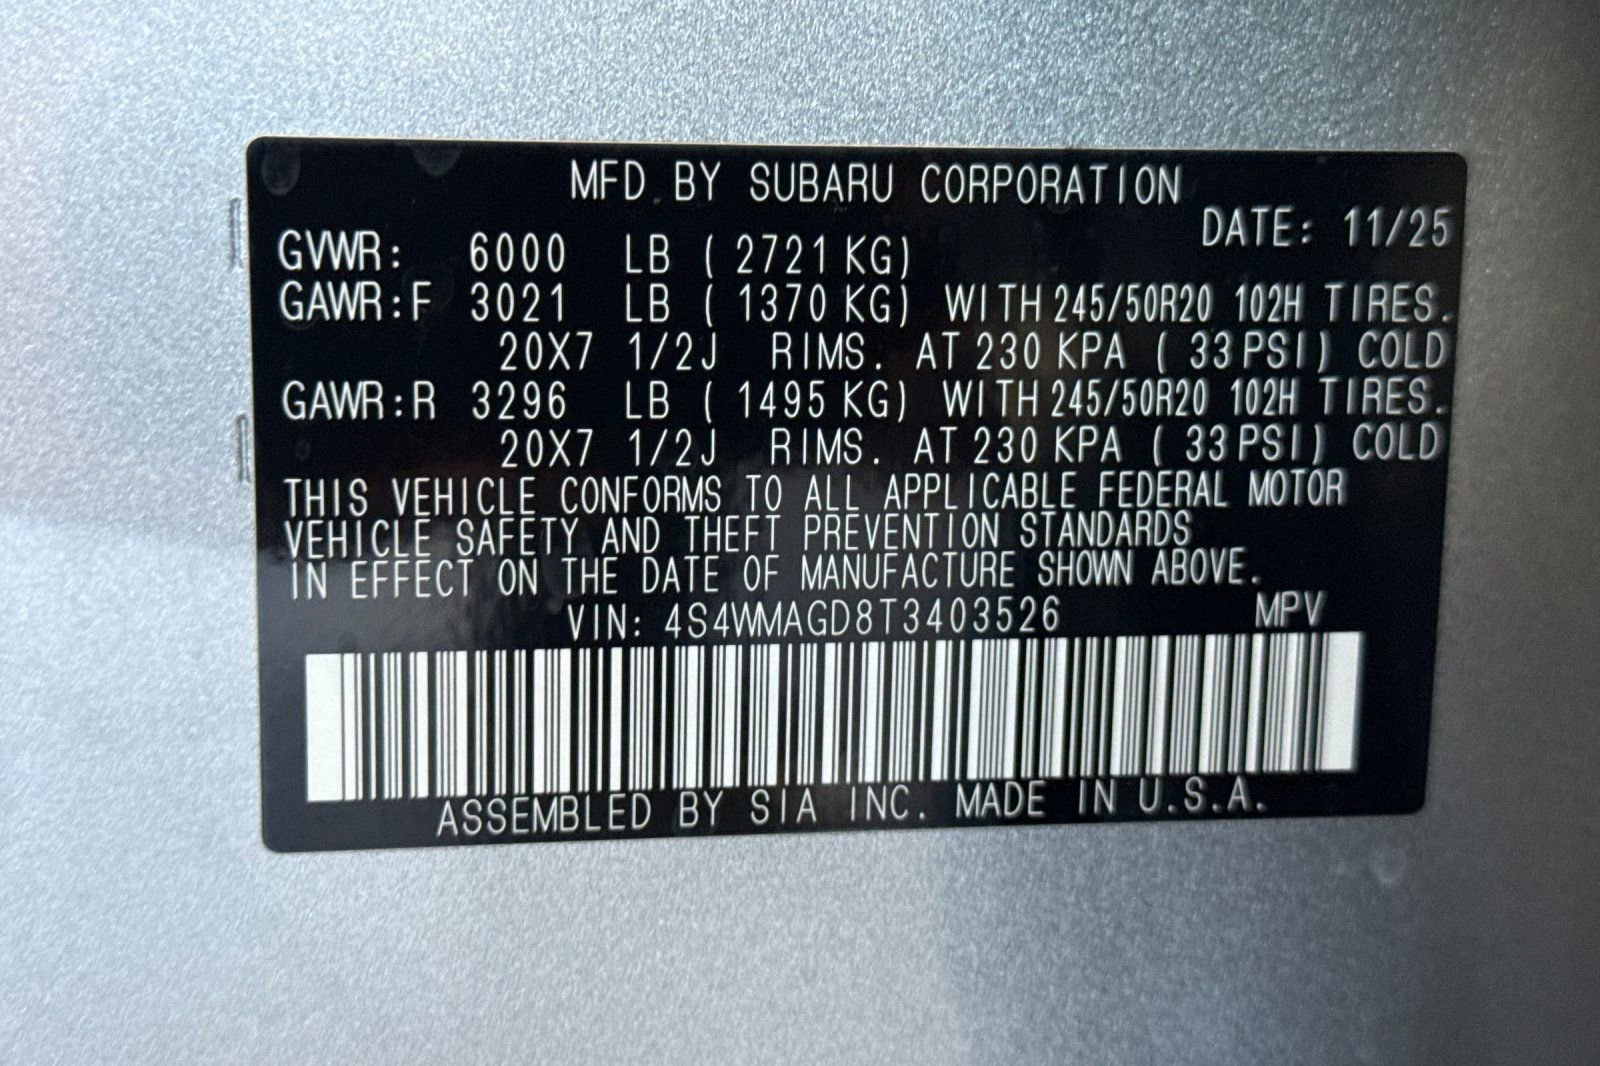 MFD. BY SUBARU CORPORATION
DATE: 11/25
GVWR: 6000 LB ( 2721 KG)
GAWR:F 3021 LB ( 1370 KG) WITH 245/50R20 102H TIRES.
20X7 1/2J RIMS. AT 230 KPA ( 33 PSI) COLD
GAWR:R 3296 LB ( 1495 KG) WITH 245/50R20 102H TIRES.
20X7 1/2J RIMS. AT 230 KPA ( 33 PSI) COLD
THIS VEHICLE CONFORMS TO ALL APPLICABLE FEDERAL MOTOR
VEHICLE SAFETY AND THEFT PREVENTION STANDARDS
IN EFFECT ON THE DATE OF MANUFACTURE SHOWN ABOVE.
VIN: 4S4WMAGD8T3403526 MPV
ASSEMBLED BY SIA INC. MADE IN U.S.A.